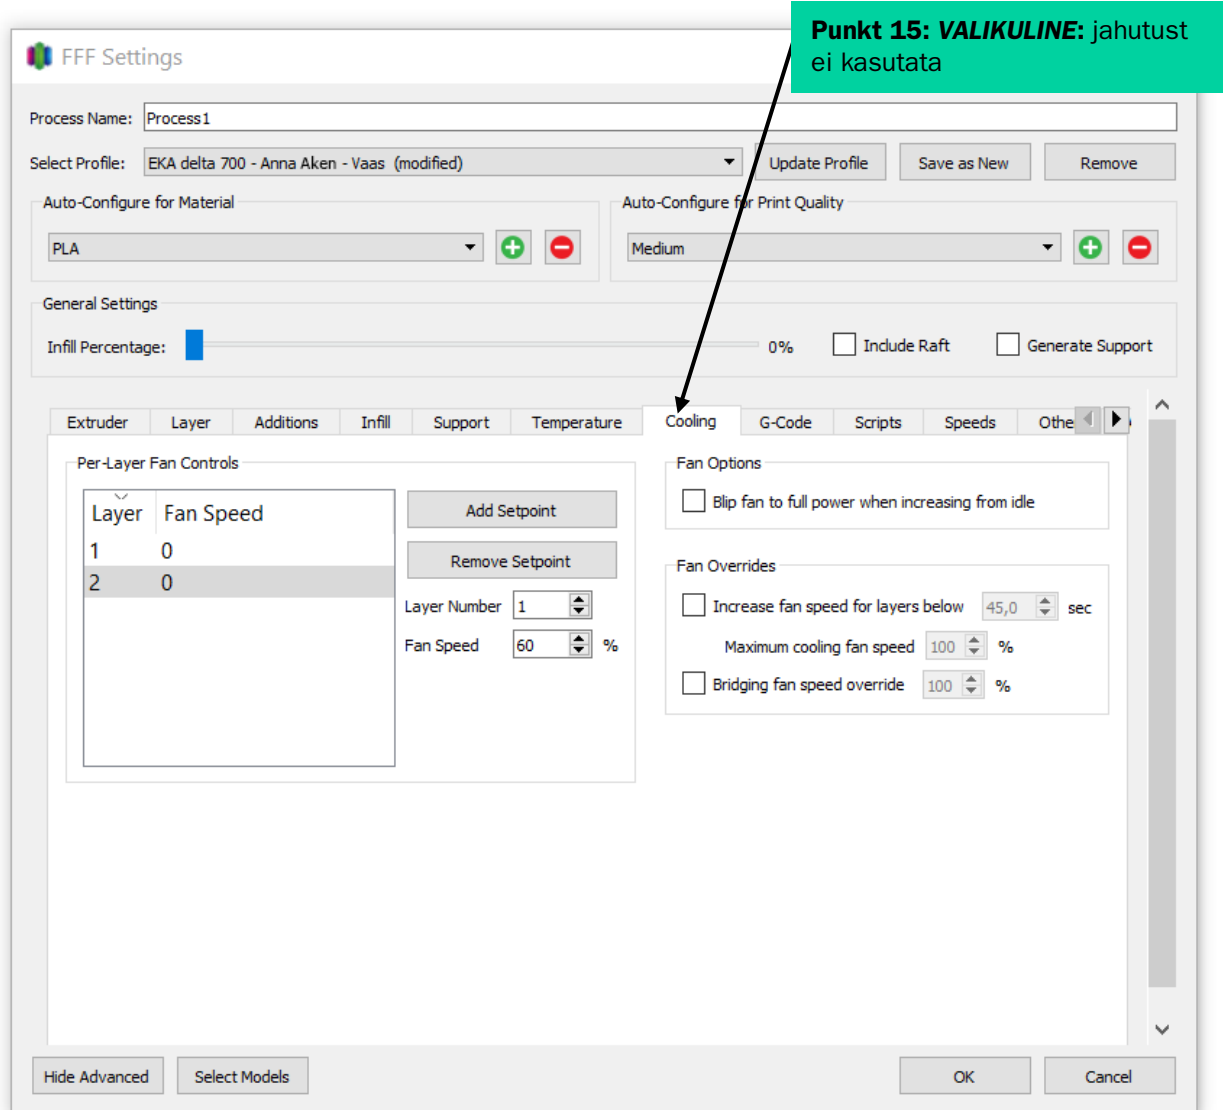 Punkt 15: VALIKULINE: jahutust
ei kasutata
FFF Settings
Process Name: Process1
Select Profile: EKA delta 700 - Anna Aken - Vaas (modified) Update Profile Save as New Remove
Auto-Configure for Material Auto-Configure for Print Quality
PLA Medium
General Settings
Infill Percentage: 0% Include Raft Generate Support
Extruder Layer Additions Infill Support Temperature Cooling G-Code Scripts Speeds Othe
Per-Layer Fan Controls
Layer Fan Speed
1 0
2 0
Add Setpoint
Remove Setpoint
Layer Number 1
Fan Speed 60 %
Fan Options
Blip fan to full power when increasing from idle
Fan Overrides
Increase fan speed for layers below 45,0 sec
Maximum cooling fan speed 100 %
Bridging fan speed override 100 %
Hide Advanced Select Models OK Cancel